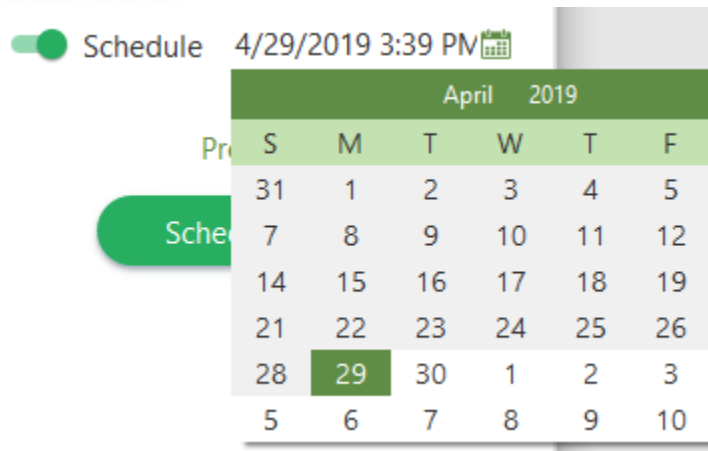 Schedule 4/29/2019 3:39 PM
April 2019
S M T W T F
31 1 2 3 4 5
7 8 9 10 11 12
14 15 16 17 18 19
21 22 23 24 25 26
28 29 30 1 2 3
5 6 7 8 9 10